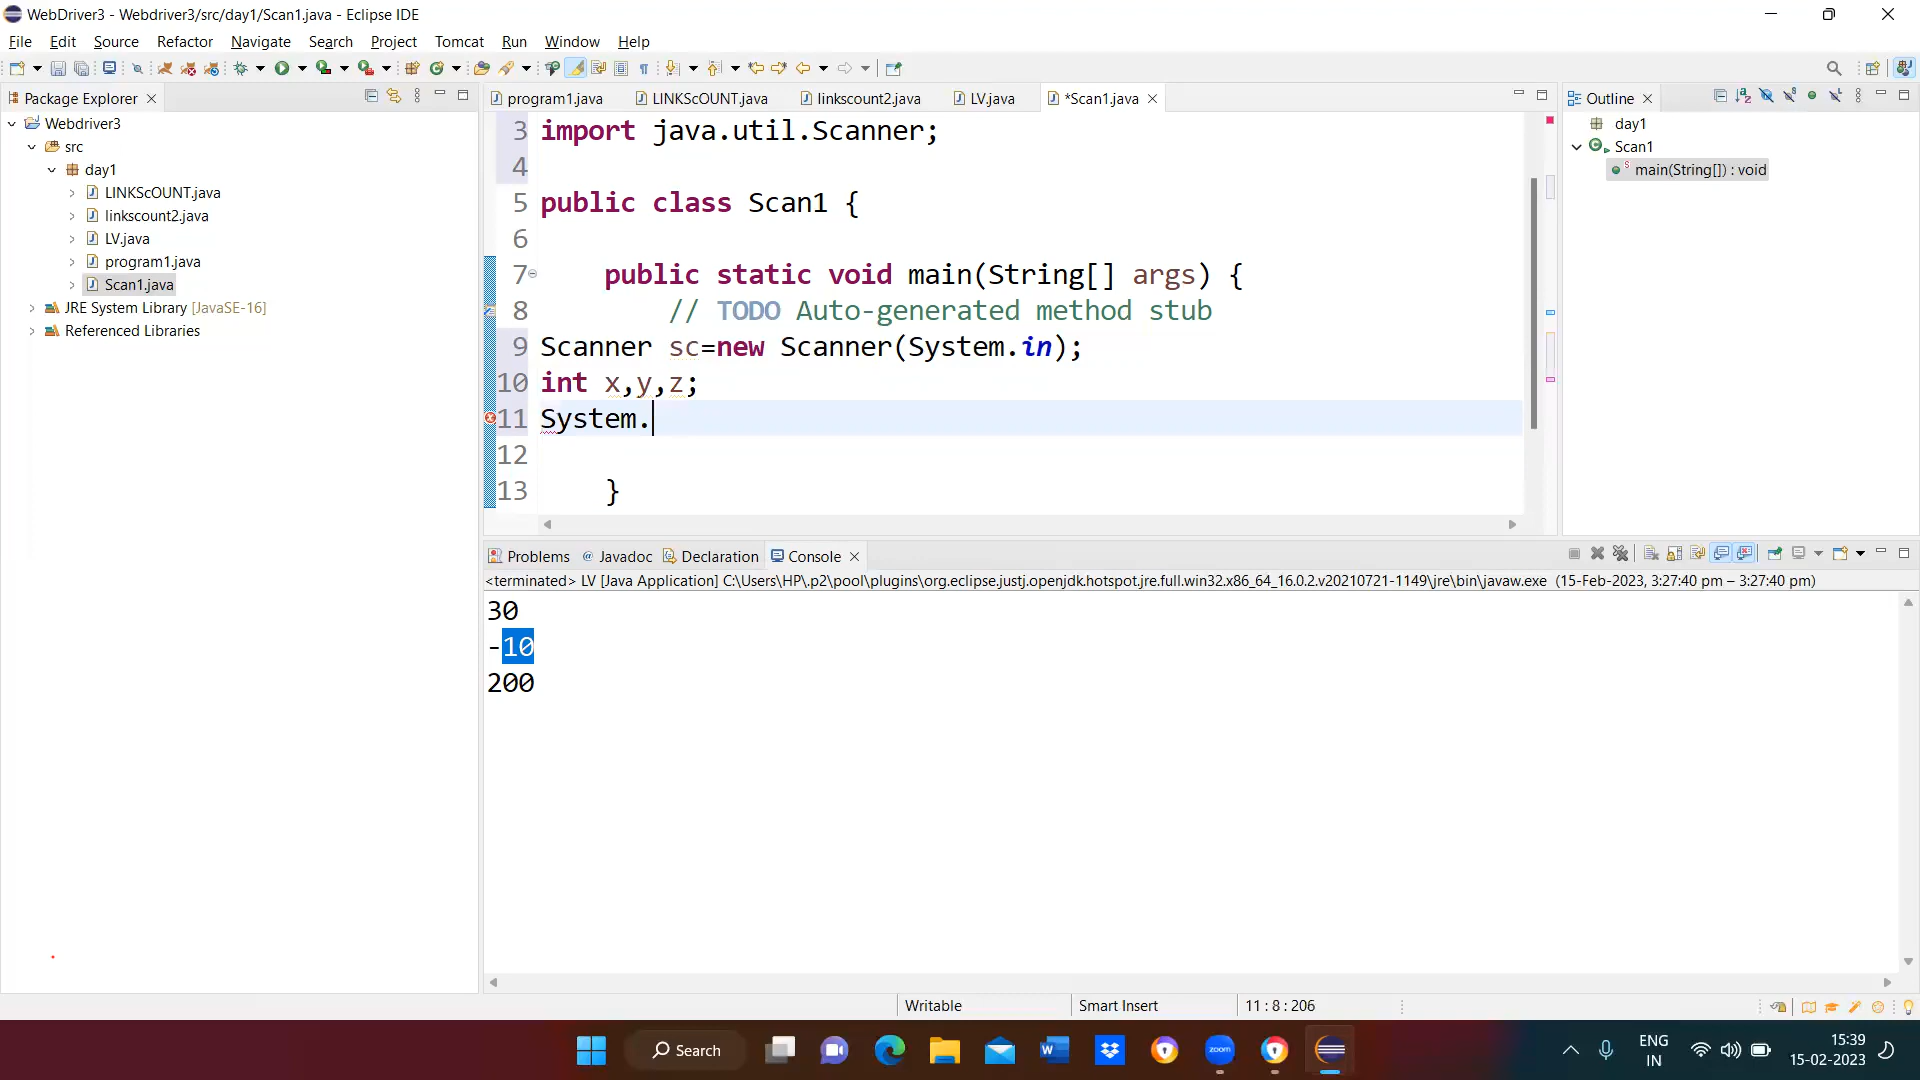 WebDriver3 - Webdriver3/src/day1/Scan1.java - Eclipse IDE
File Edit Source Refactor Navigate Search Project Tomcat Run Window Help
Package Explorer
Webdriver3
src
day1
LINKScOUNT.java
linkscount2.java
LV.java
program1.java
Scan1.java
JRE System Library [JavaSE-16]
Referenced Libraries
program1.java LINKScOUNT.java linkscount2.java LV.java *Scan1.java
3 import java.util.Scanner;
4
5 public class Scan1 {
6
7 public static void main(String[] args) {
8 // TODO Auto-generated method stub
9 Scanner sc=new Scanner(System.in);
10 int x,y,z;
11 System.
12
13 }
Outline
day1
Scan1
main(String[]) : void
Problems Javadoc Declaration Console
<terminated> LV [Java Application] C:\Users\HP\.p2\pool\plugins\org.eclipse.justj.openjdk.hotspot.jre.full.win32.x86_64_16.0.2.v20210721-1149\jre\bin\javaw.exe (15-Feb-2023, 3:27:40 pm – 3:27:40 pm)
30
-10
200
Writable Smart Insert 11 : 8 : 206
Search
zoom
ENG
IN
15:39
15-02-2023